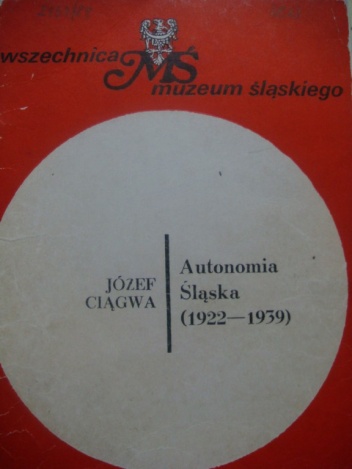 wszechnica
MŚ
muzeum śląskiego
JÓZEF
CIĄGWA
Autonomia
Śląska
(1922—1939)